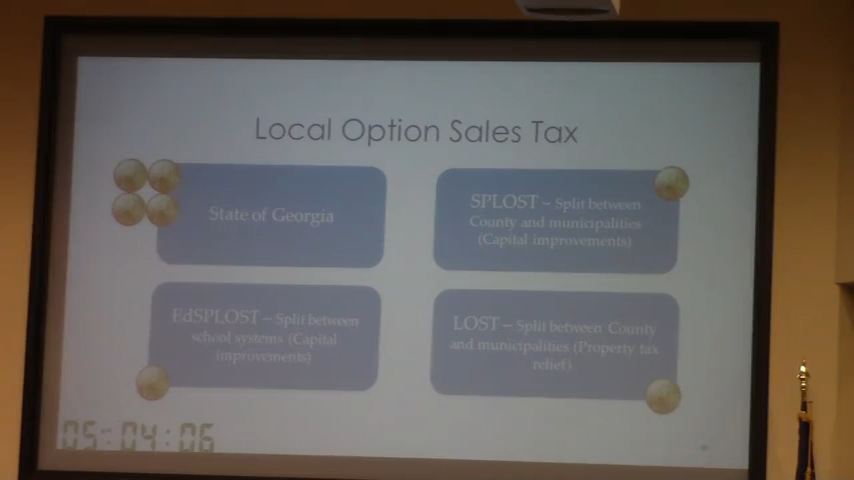 Local Option Sales Tax
State of Georgia
SPLOST – Split between
County and municipalities
(Capital improvements)
EdSPLOST – Split between
school systems (Capital
improvements)
LOST – Split between County
and municipalities (Property tax
relief)
05:04:06